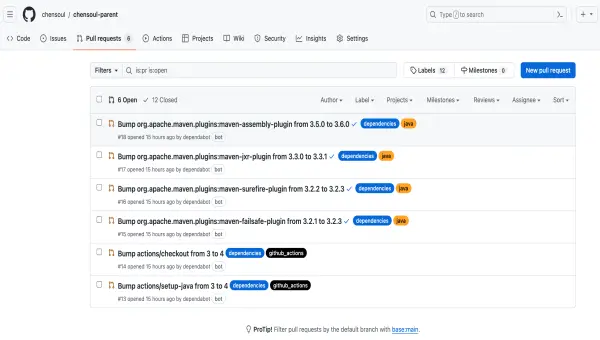 chensoul / chensoul-parent
Type / to search
Code
Issues
Pull requests 6
Actions
Projects
Wiki
Security
Insights
Settings
Filters
is:pr is:open
Labels 12
Milestones 0
New pull request
6 Open
12 Closed
Author
Label
Projects
Milestones
Reviews
Assignee
Sort
Bump org.apache.maven.plugins:maven-assembly-plugin from 3.5.0 to 3.6.0 dependencies java
#18 opened 15 hours ago by dependabot bot
Bump org.apache.maven.plugins:maven-jxr-plugin from 3.3.0 to 3.3.1 dependencies java
#17 opened 15 hours ago by dependabot bot
Bump org.apache.maven.plugins:maven-surefire-plugin from 3.2.2 to 3.2.3 dependencies java
#16 opened 15 hours ago by dependabot bot
Bump org.apache.maven.plugins:maven-failsafe-plugin from 3.2.1 to 3.2.3 dependencies java
#15 opened 15 hours ago by dependabot bot
Bump actions/checkout from 3 to 4 dependencies github_actions
#14 opened 15 hours ago by dependabot bot
Bump actions/setup-java from 3 to 4 dependencies github_actions
#13 opened 15 hours ago by dependabot bot
ProTip! Filter pull requests by the default branch with base:main.